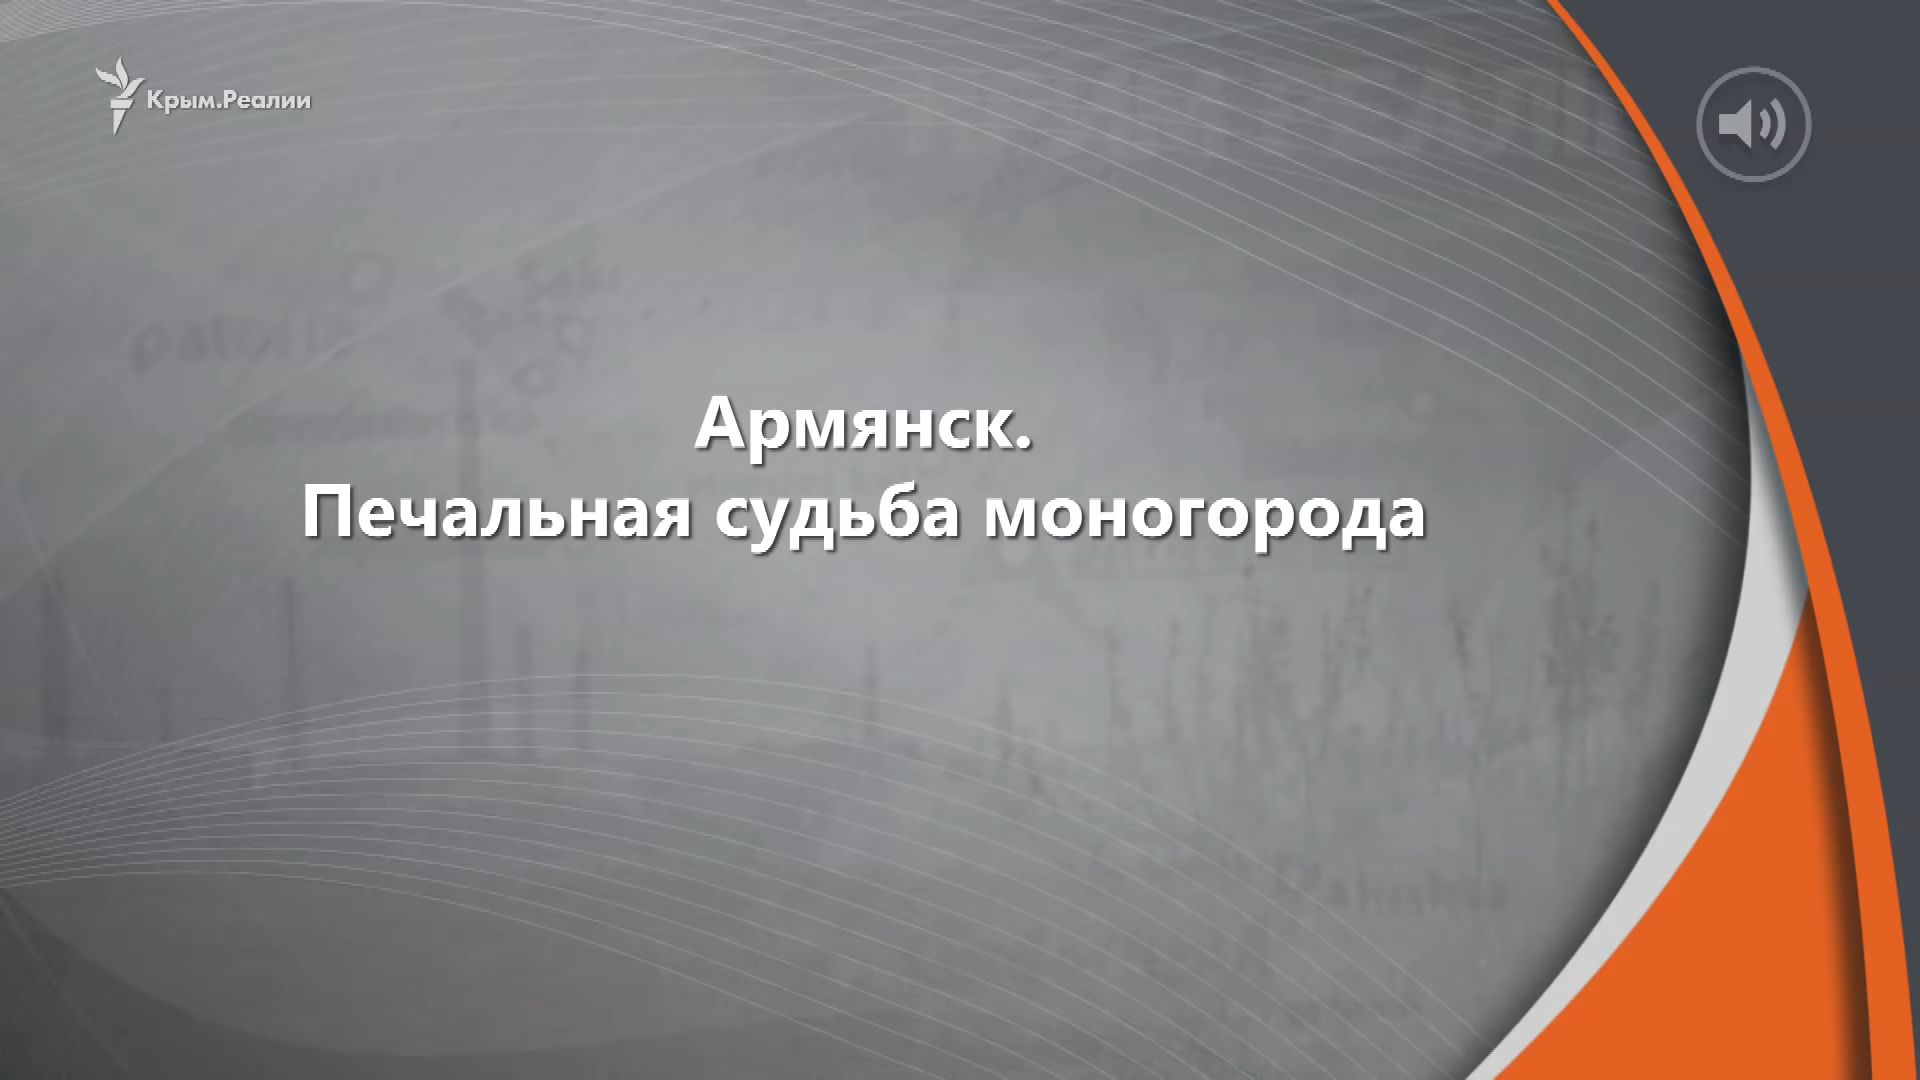 Крым.Реалии
Армянск.
Печальная судьба моногорода